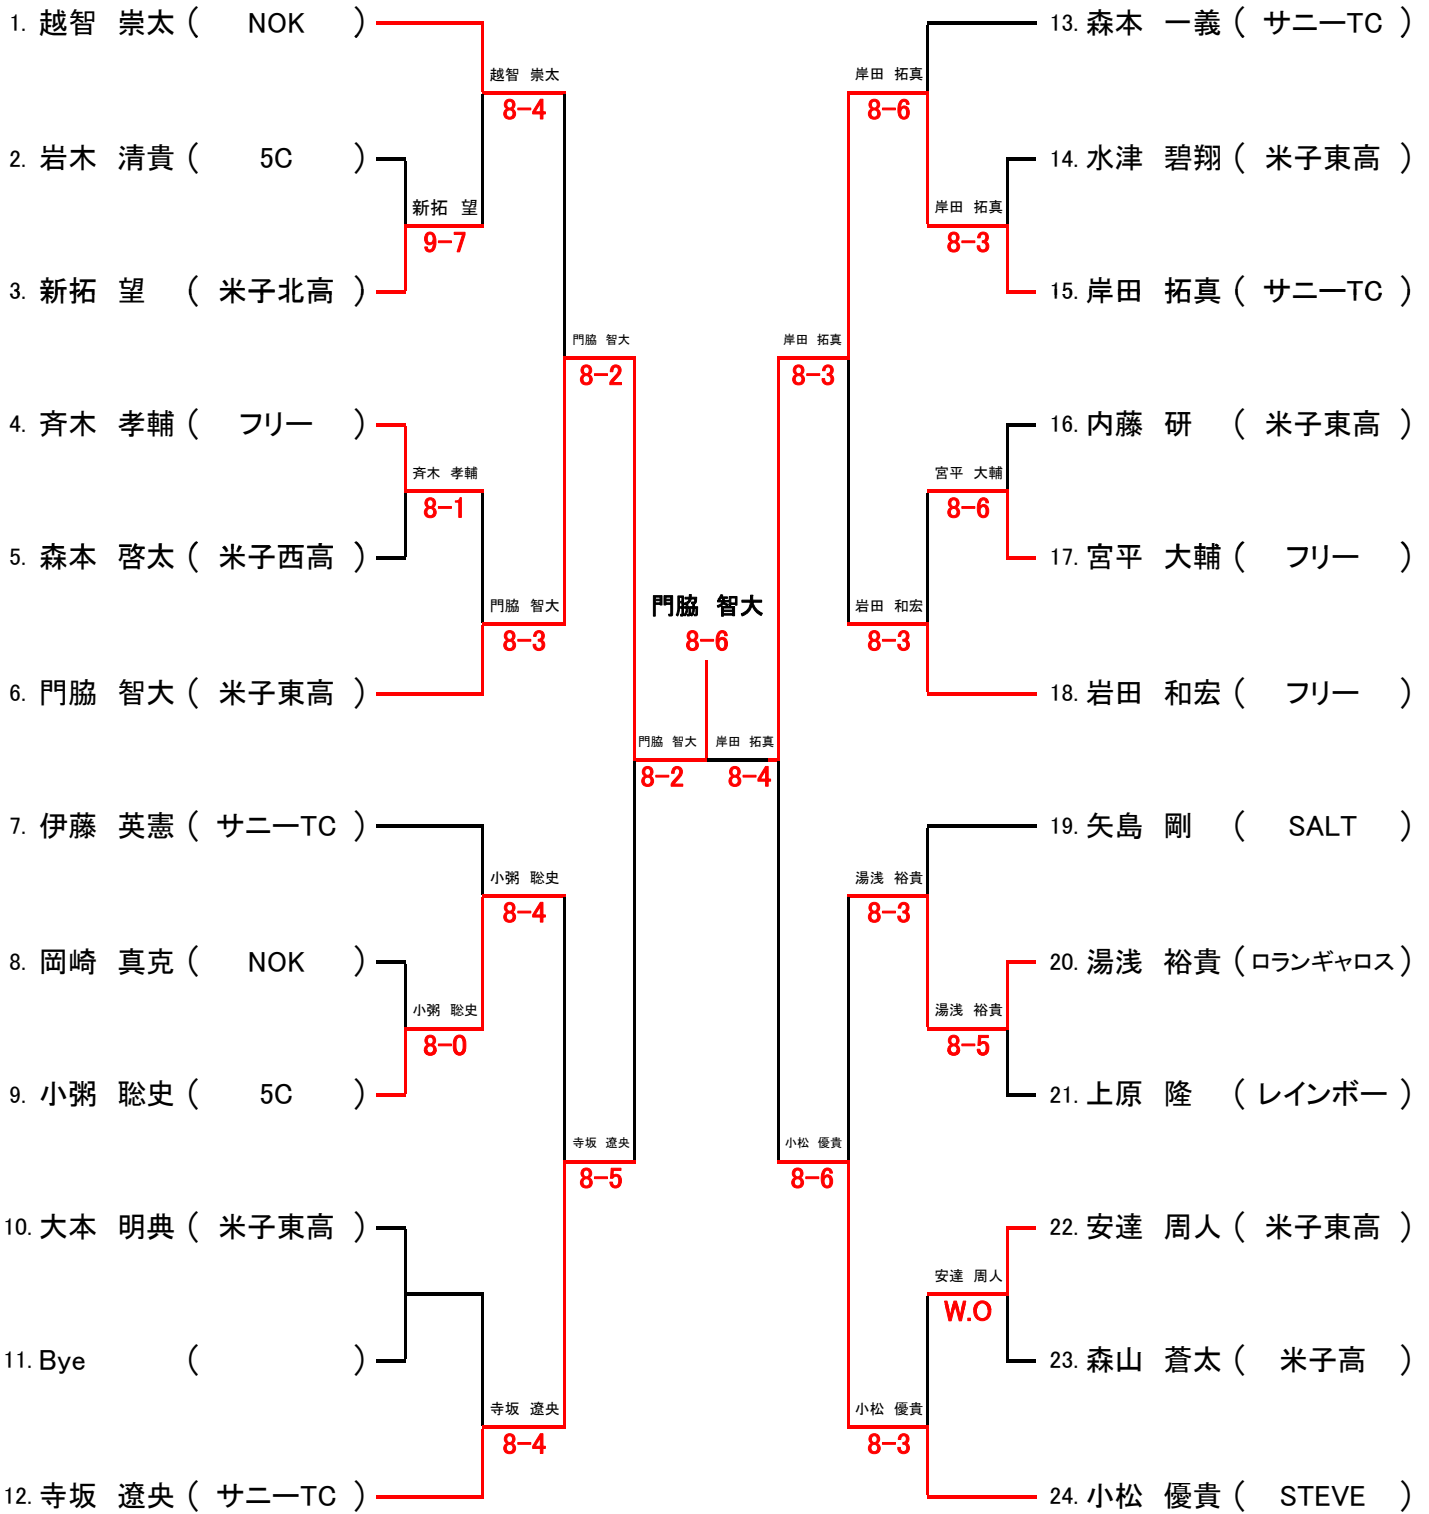 1. 越智 崇太 ( NOK )
越智 崇太
8-4
2. 岩木 清貴 ( 5C )
新拓 望
9-7
3. 新拓 望 ( 米子北高 )
門脇 智大
8-2
4. 斉木 孝輔 ( フリー )
斉木 孝輔
8-1
5. 森本 啓太 ( 米子西高 )
門脇 智大
8-3
6. 門脇 智大 ( 米子東高 )
門脇 智大
8-2
7. 伊藤 英憲 ( サニーTC )
小粥 聡史
8-4
8. 岡崎 真克 ( NOK )
小粥 聡史
8-0
9. 小粥 聡史 ( 5C )
寺坂 遼央
8-5
10. 大本 明典 ( 米子東高 )
11. Bye ( )
寺坂 遼央
8-4
12. 寺坂 遼央 ( サニーTC )
門脇 智大
8-6
13. 森本 一義 ( サニーTC )
岸田 拓真
8-6
14. 水津 碧翔 ( 米子東高 )
岸田 拓真
8-3
15. 岸田 拓真 ( サニーTC )
岸田 拓真
8-3
16. 内藤 研 ( 米子東高 )
宮平 大輔
8-6
17. 宮平 大輔 ( フリー )
岩田 和宏
8-3
18. 岩田 和宏 ( フリー )
岸田 拓真
8-4
19. 矢島 剛 ( SALT )
湯浅 裕貴
8-3
20. 湯浅 裕貴 ( ロランギャロス )
湯浅 裕貴
8-5
21. 上原 隆 ( レインボー )
小松 優貴
8-6
22. 安達 周人 ( 米子東高 )
安達 周人
W.O
23. 森山 蒼太 ( 米子高 )
小松 優貴
8-3
24. 小松 優貴 ( STEVE )